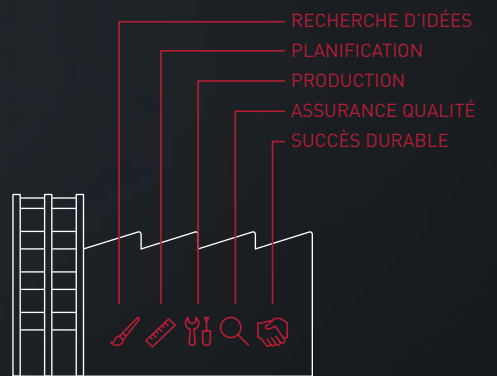 RECHERCHE D'IDÉES
PLANIFICATION
PRODUCTION
ASSURANCE QUALITÉ
SUCCÈS DURABLE